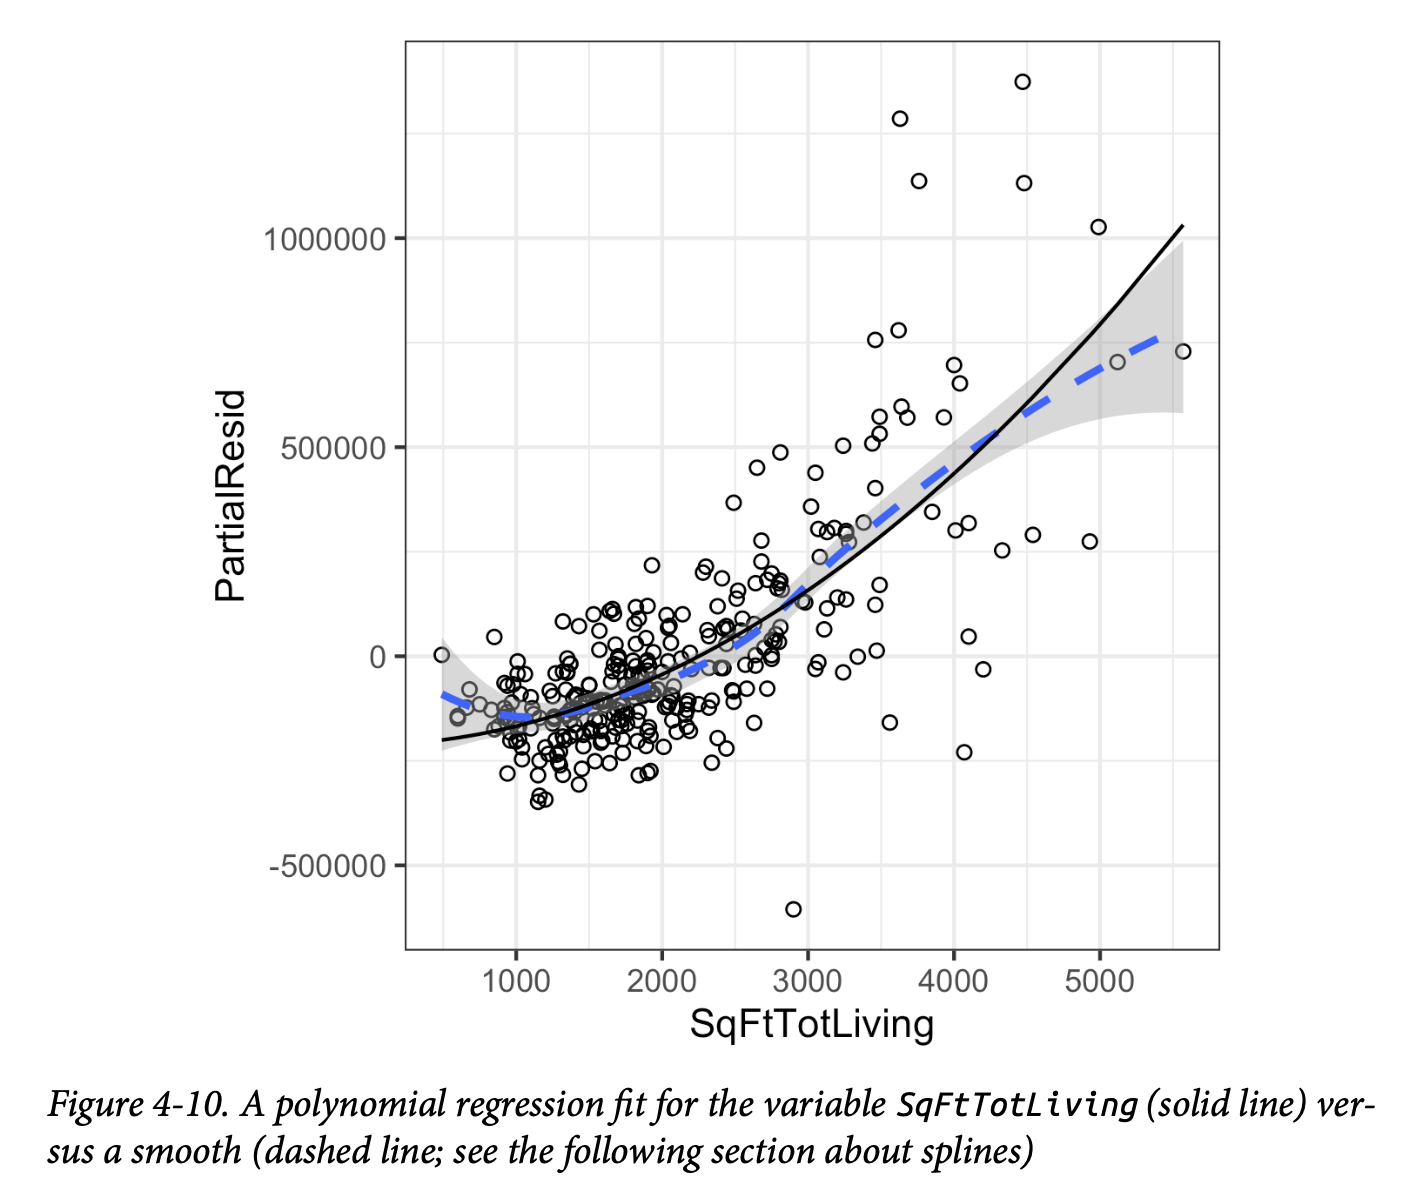 1000000
500000
0
-500000
PartialResid
1000 2000 3000 4000 5000
SqFtTotLiving
Figure 4-10. A polynomial regression fit for the variable SqFtTotLiving (solid line) ver-
sus a smooth (dashed line; see the following section about splines)